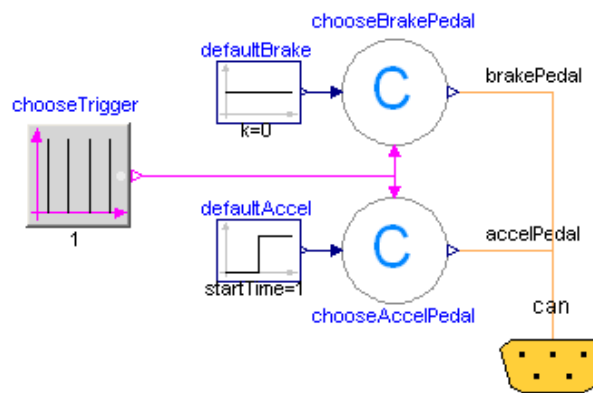 chooseBrakePedal
defaultBrake
C
brakePedal
k=0
chooseTrigger
1
defaultAccel
C
accelPedal
startTime=1
chooseAccelPedal
can